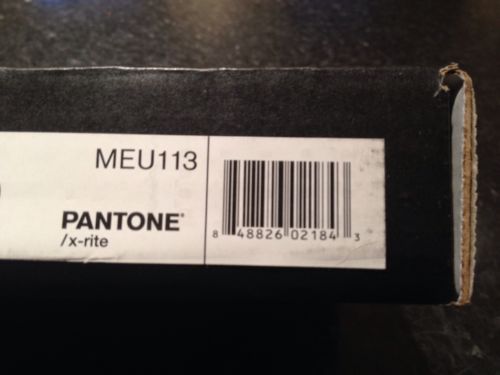 MEU113
PANTONE®
/x-rite
8 48826 02184 3